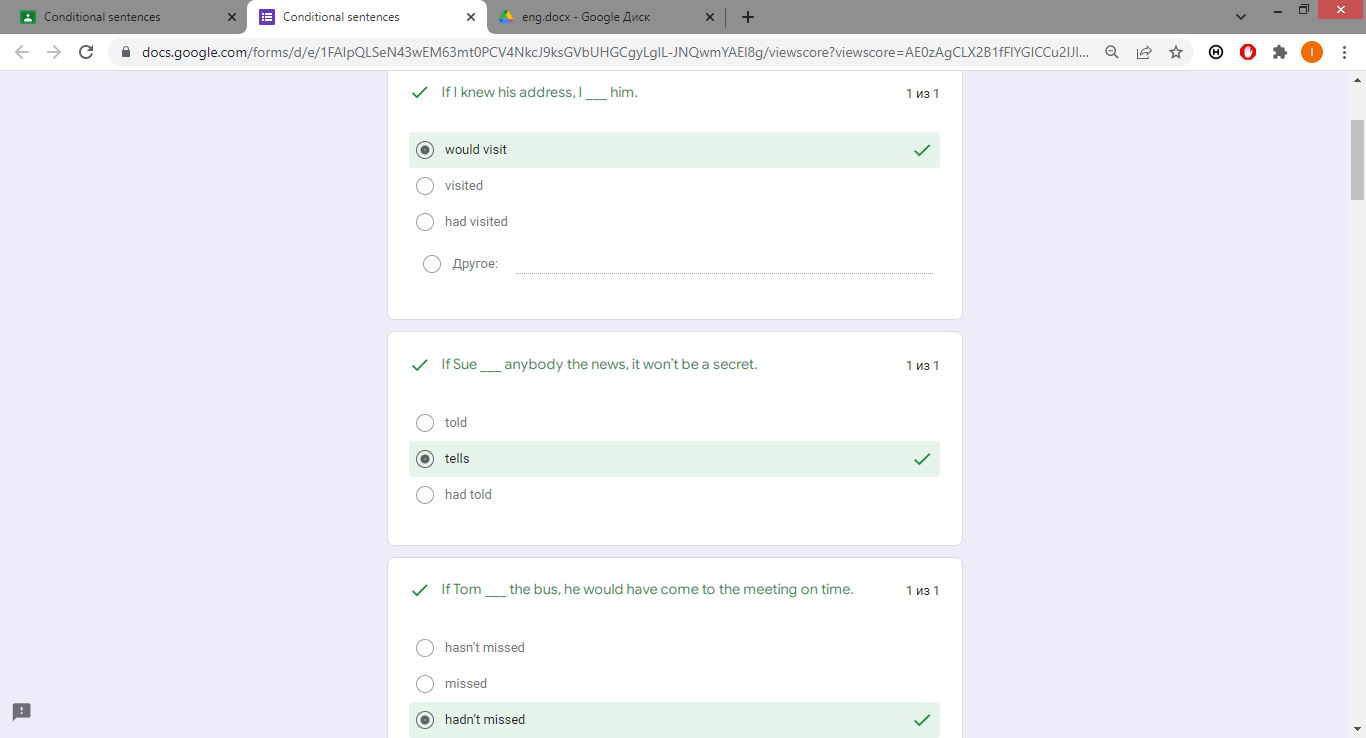 Conditional sentences
Conditional sentences
eng.docx - Google Диск
docs.google.com/forms/d/e/1FAIpQLSeN43wEM63mt0PCV4NkcJ9ksGVbUHGCgyLgIL-JNQwmYAEI8g/viewscore?viewscore=AE0zAgCLX2B1fFlYGlCCu2lJl...
I
If I knew his address, I ___ him.
1 из 1
would visit
visited
had visited
Другое:
If Sue ___ anybody the news, it won't be a secret.
1 из 1
told
tells
had told
If Tom ___ the bus, he would have come to the meeting on time.
1 из 1
hasn't missed
missed
hadn't missed